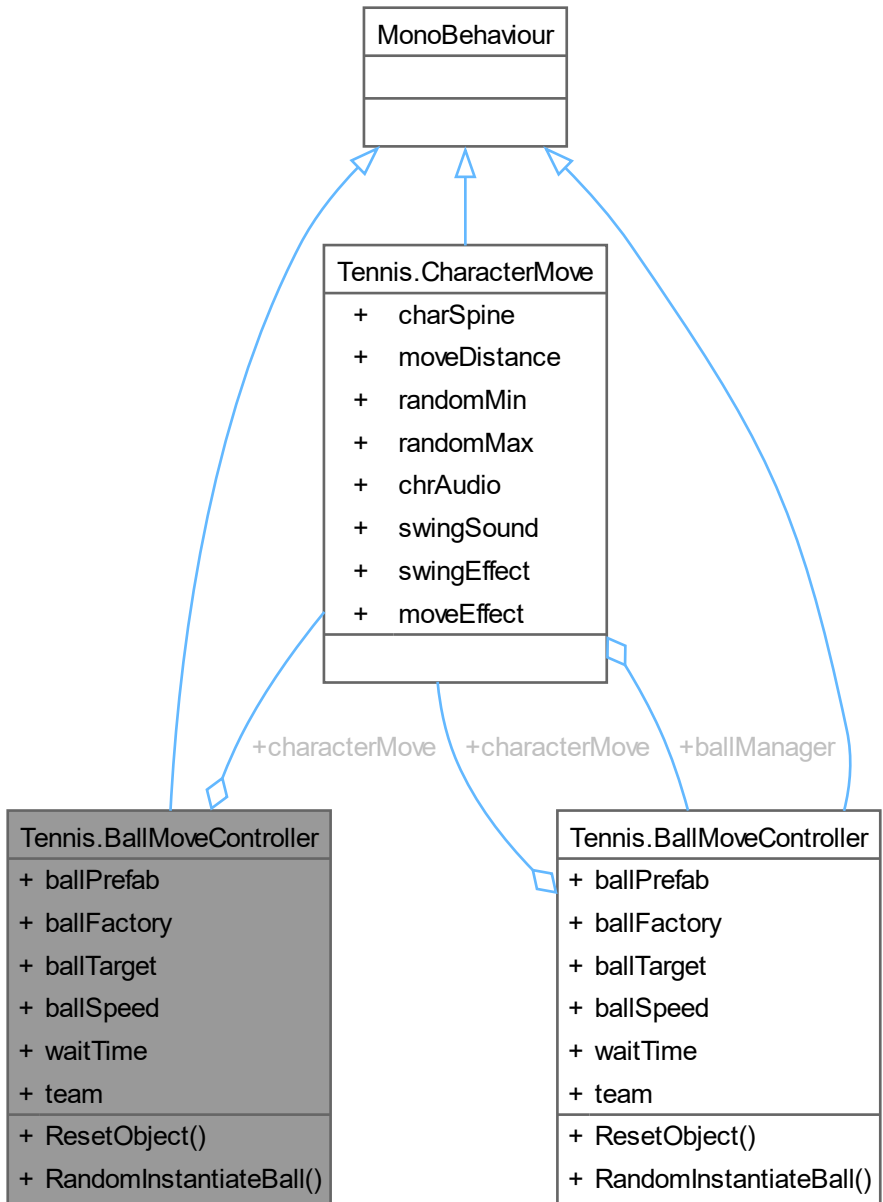 MonoBehaviour
Tennis.CharacterMove
+ charSpine
+ moveDistance
+ randomMin
+ randomMax
+ chrAudio
+ swingSound
+ swingEffect
+ moveEffect
+characterMove
+characterMove
+ballManager
Tennis.BallMoveController
+ ballPrefab
+ ballFactory
+ ballTarget
+ ballSpeed
+ waitTime
+ team
+ ResetObject()
+ RandomInstantiateBall()
Tennis.BallMoveController
+ ballPrefab
+ ballFactory
+ ballTarget
+ ballSpeed
+ waitTime
+ team
+ ResetObject()
+ RandomInstantiateBall()